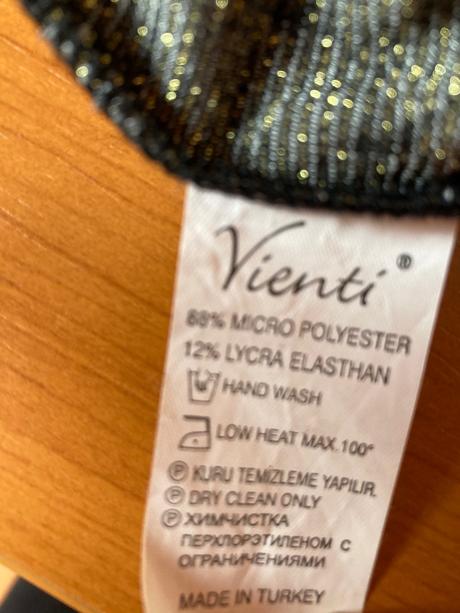 Vienti®
88% MICRO POLYESTER
12% LYCRA ELASTHAN
HAND WASH
LOW HEAT MAX.100°
Ⓟ KURU TEMİZLEME YAPILIR.
Ⓟ DRY CLEAN ONLY
Ⓟ ХИМЧИСТКА
ПЕРХЛОРЭТИЛЕНОМ С
ОГРАНИЧЕНИЯМИ
MADE IN TURKEY